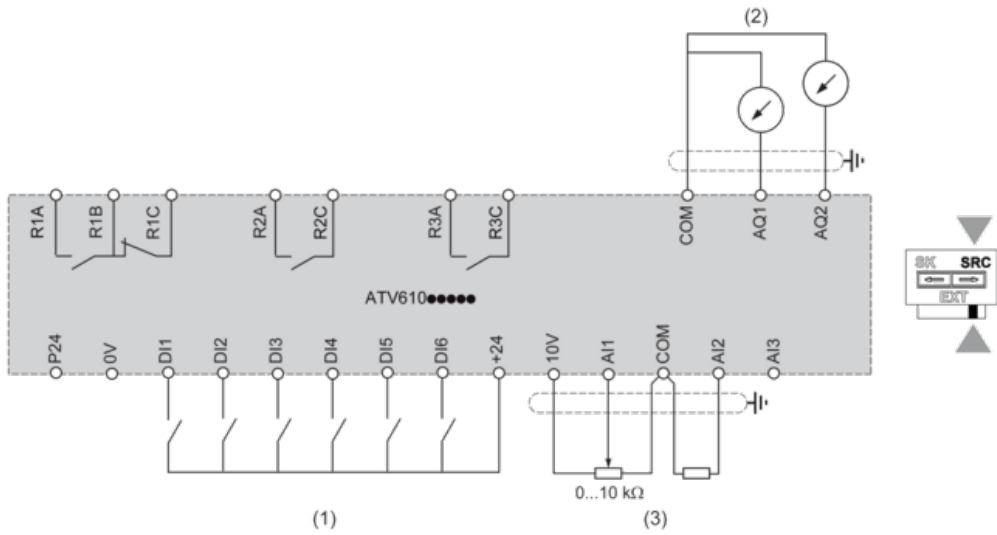 (2)
R1A
R1B
R1C
R2A
R2C
R3A
R3C
COM
AQ1
AQ2
ATV610●●●●●
SK SRC
EXT
P24
0V
DI1
DI2
DI3
DI4
DI5
DI6
+24
10V
AI1
COM
AI2
AI3
0...10 kΩ
(1)
(3)